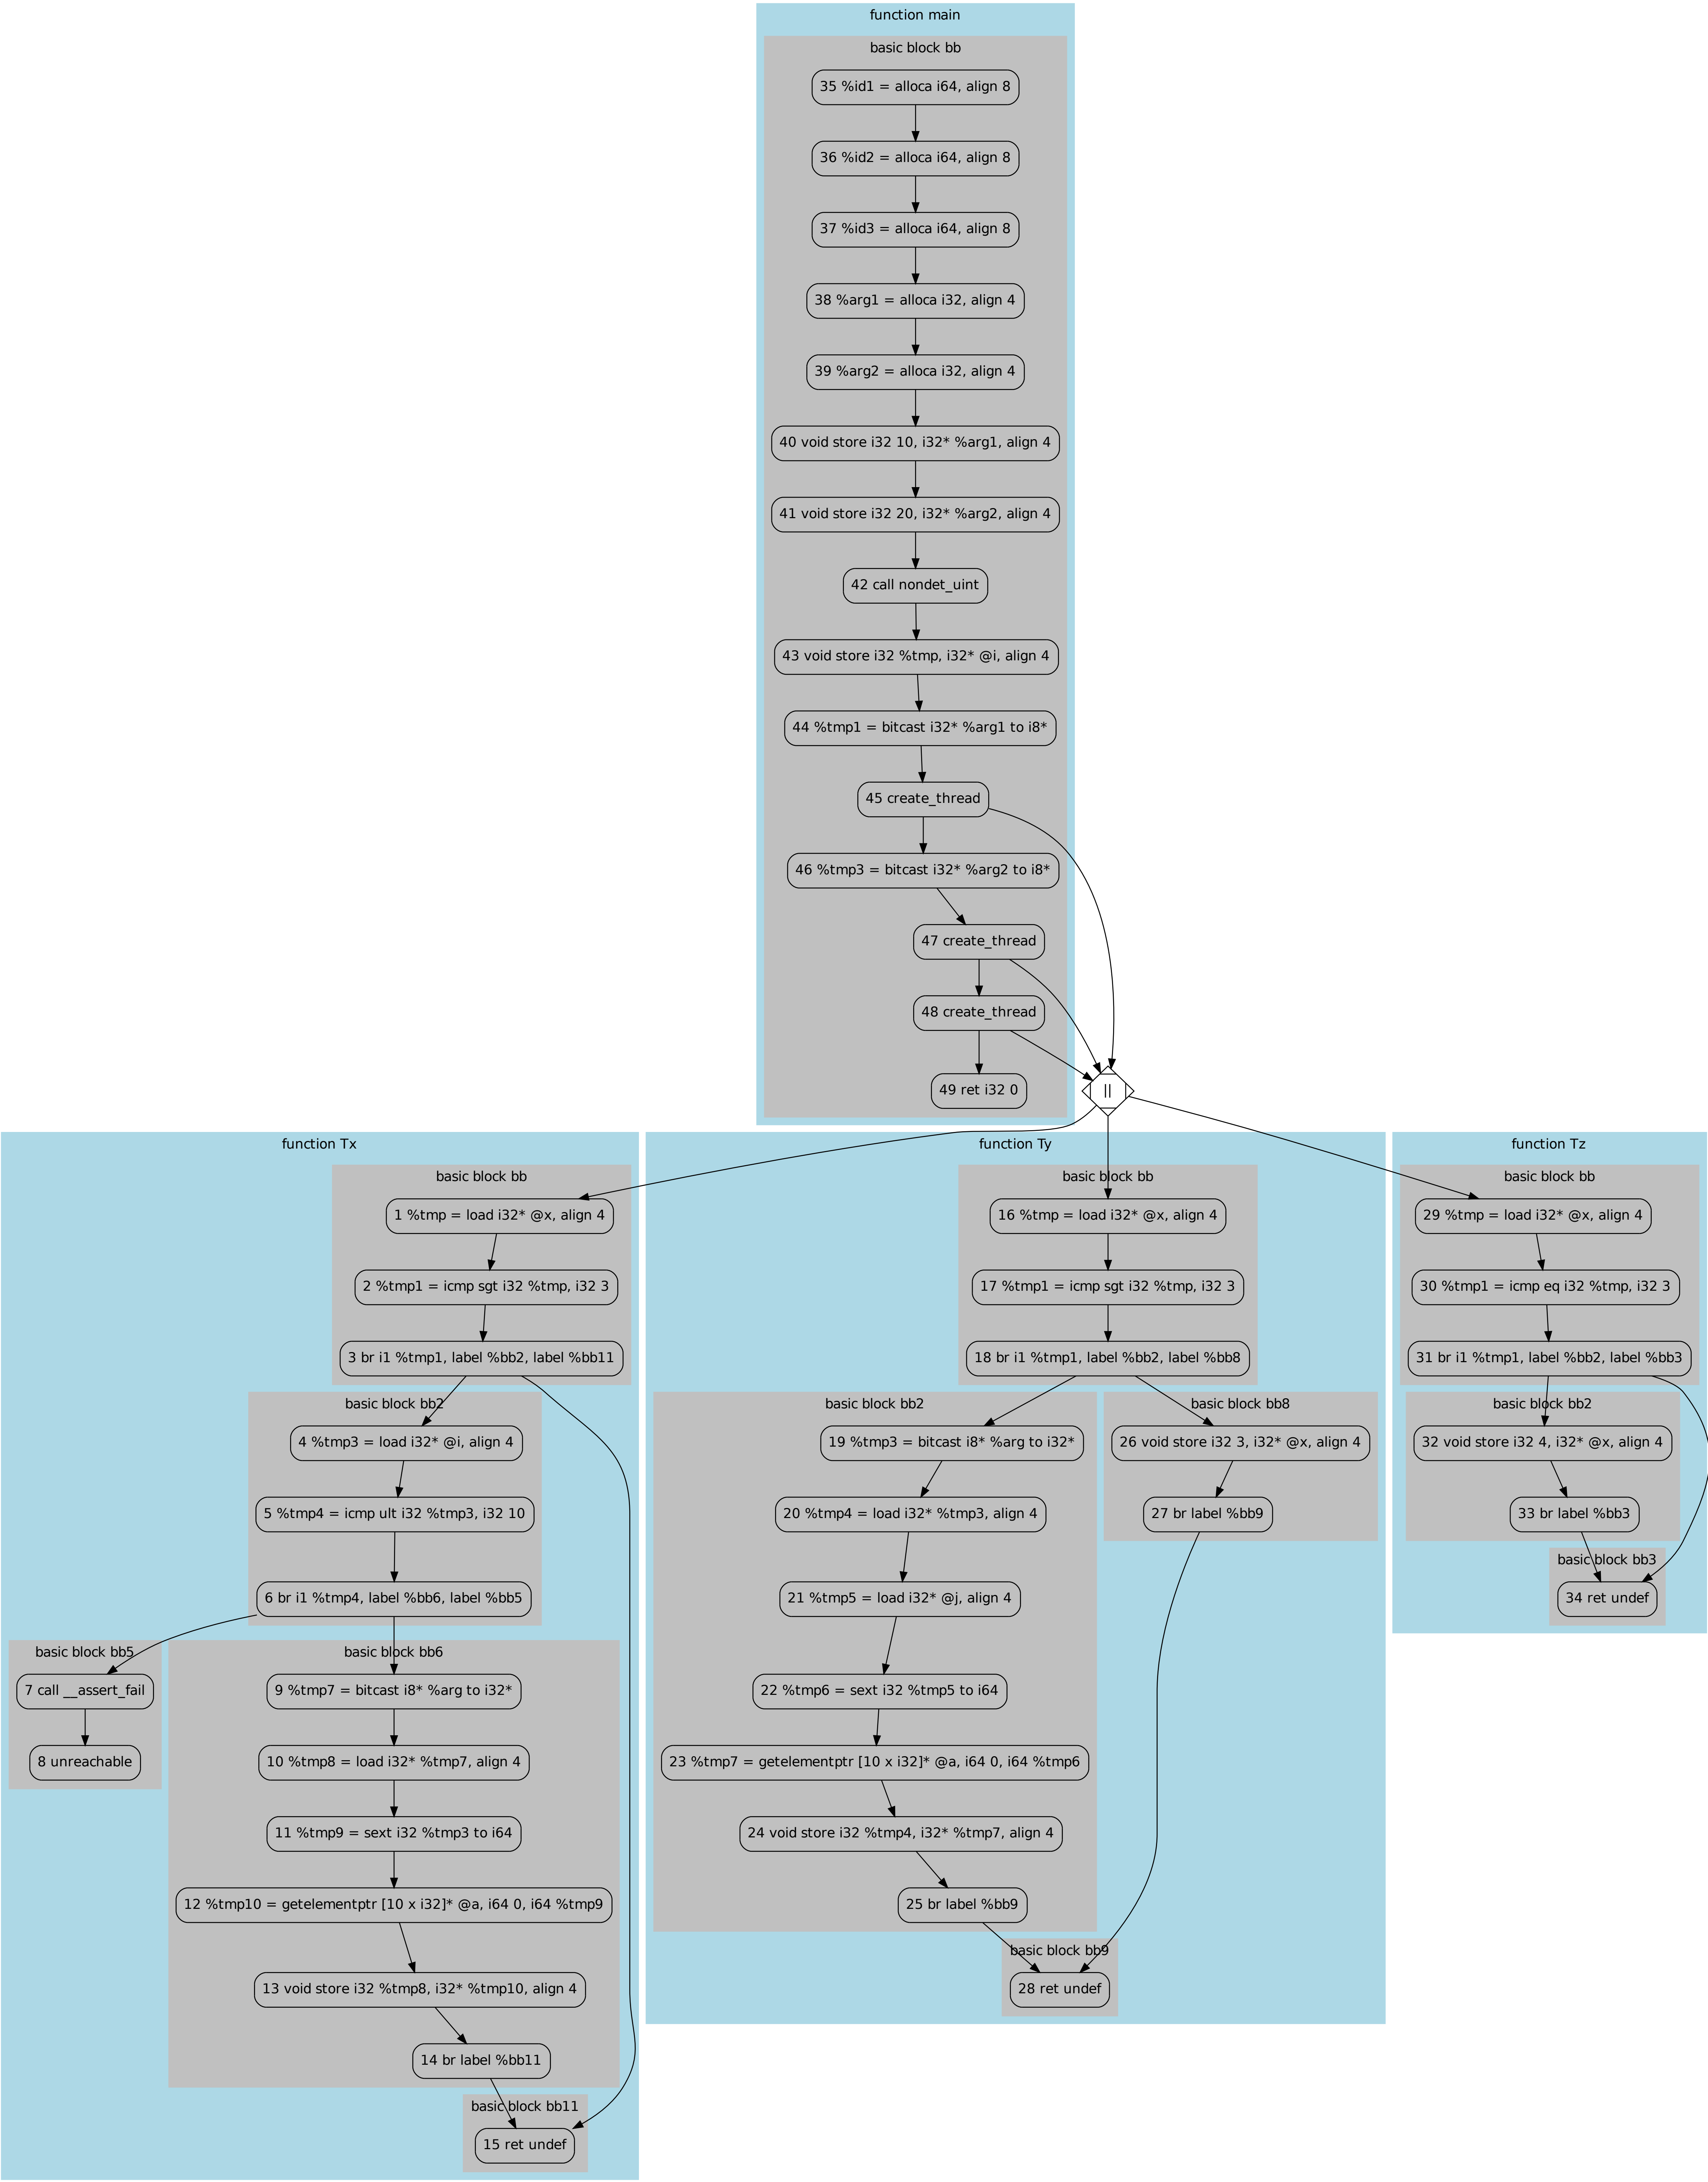 function main
basic block bb
35 %id1 = alloca i64, align 8
36 %id2 = alloca i64, align 8
37 %id3 = alloca i64, align 8
38 %arg1 = alloca i32, align 4
39 %arg2 = alloca i32, align 4
40 void store i32 10, i32* %arg1, align 4
41 void store i32 20, i32* %arg2, align 4
42 call nondet_uint
43 void store i32 %tmp, i32* @i, align 4
44 %tmp1 = bitcast i32* %arg1 to i8*
45 create_thread
46 %tmp3 = bitcast i32* %arg2 to i8*
47 create_thread
48 create_thread
49 ret i32 0
||
function Tx
basic block bb
1 %tmp = load i32* @x, align 4
2 %tmp1 = icmp sgt i32 %tmp, i32 3
3 br i1 %tmp1, label %bb2, label %bb11
basic block bb2
4 %tmp3 = load i32* @i, align 4
5 %tmp4 = icmp ult i32 %tmp3, i32 10
6 br i1 %tmp4, label %bb6, label %bb5
basic block bb5
7 call __assert_fail
8 unreachable
basic block bb6
9 %tmp7 = bitcast i8* %arg to i32*
10 %tmp8 = load i32* %tmp7, align 4
11 %tmp9 = sext i32 %tmp3 to i64
12 %tmp10 = getelementptr [10 x i32]* @a, i64 0, i64 %tmp9
13 void store i32 %tmp8, i32* %tmp10, align 4
14 br label %bb11
basic block bb11
15 ret undef
function Ty
basic block bb
16 %tmp = load i32* @x, align 4
17 %tmp1 = icmp sgt i32 %tmp, i32 3
18 br i1 %tmp1, label %bb2, label %bb8
basic block bb2
19 %tmp3 = bitcast i8* %arg to i32*
20 %tmp4 = load i32* %tmp3, align 4
21 %tmp5 = load i32* @j, align 4
22 %tmp6 = sext i32 %tmp5 to i64
23 %tmp7 = getelementptr [10 x i32]* @a, i64 0, i64 %tmp6
24 void store i32 %tmp4, i32* %tmp7, align 4
25 br label %bb9
basic block bb8
26 void store i32 3, i32* @x, align 4
27 br label %bb9
basic block bb9
28 ret undef
function Tz
basic block bb
29 %tmp = load i32* @x, align 4
30 %tmp1 = icmp eq i32 %tmp, i32 3
31 br i1 %tmp1, label %bb2, label %bb3
basic block bb2
32 void store i32 4, i32* @x, align 4
33 br label %bb3
basic block bb3
34 ret undef